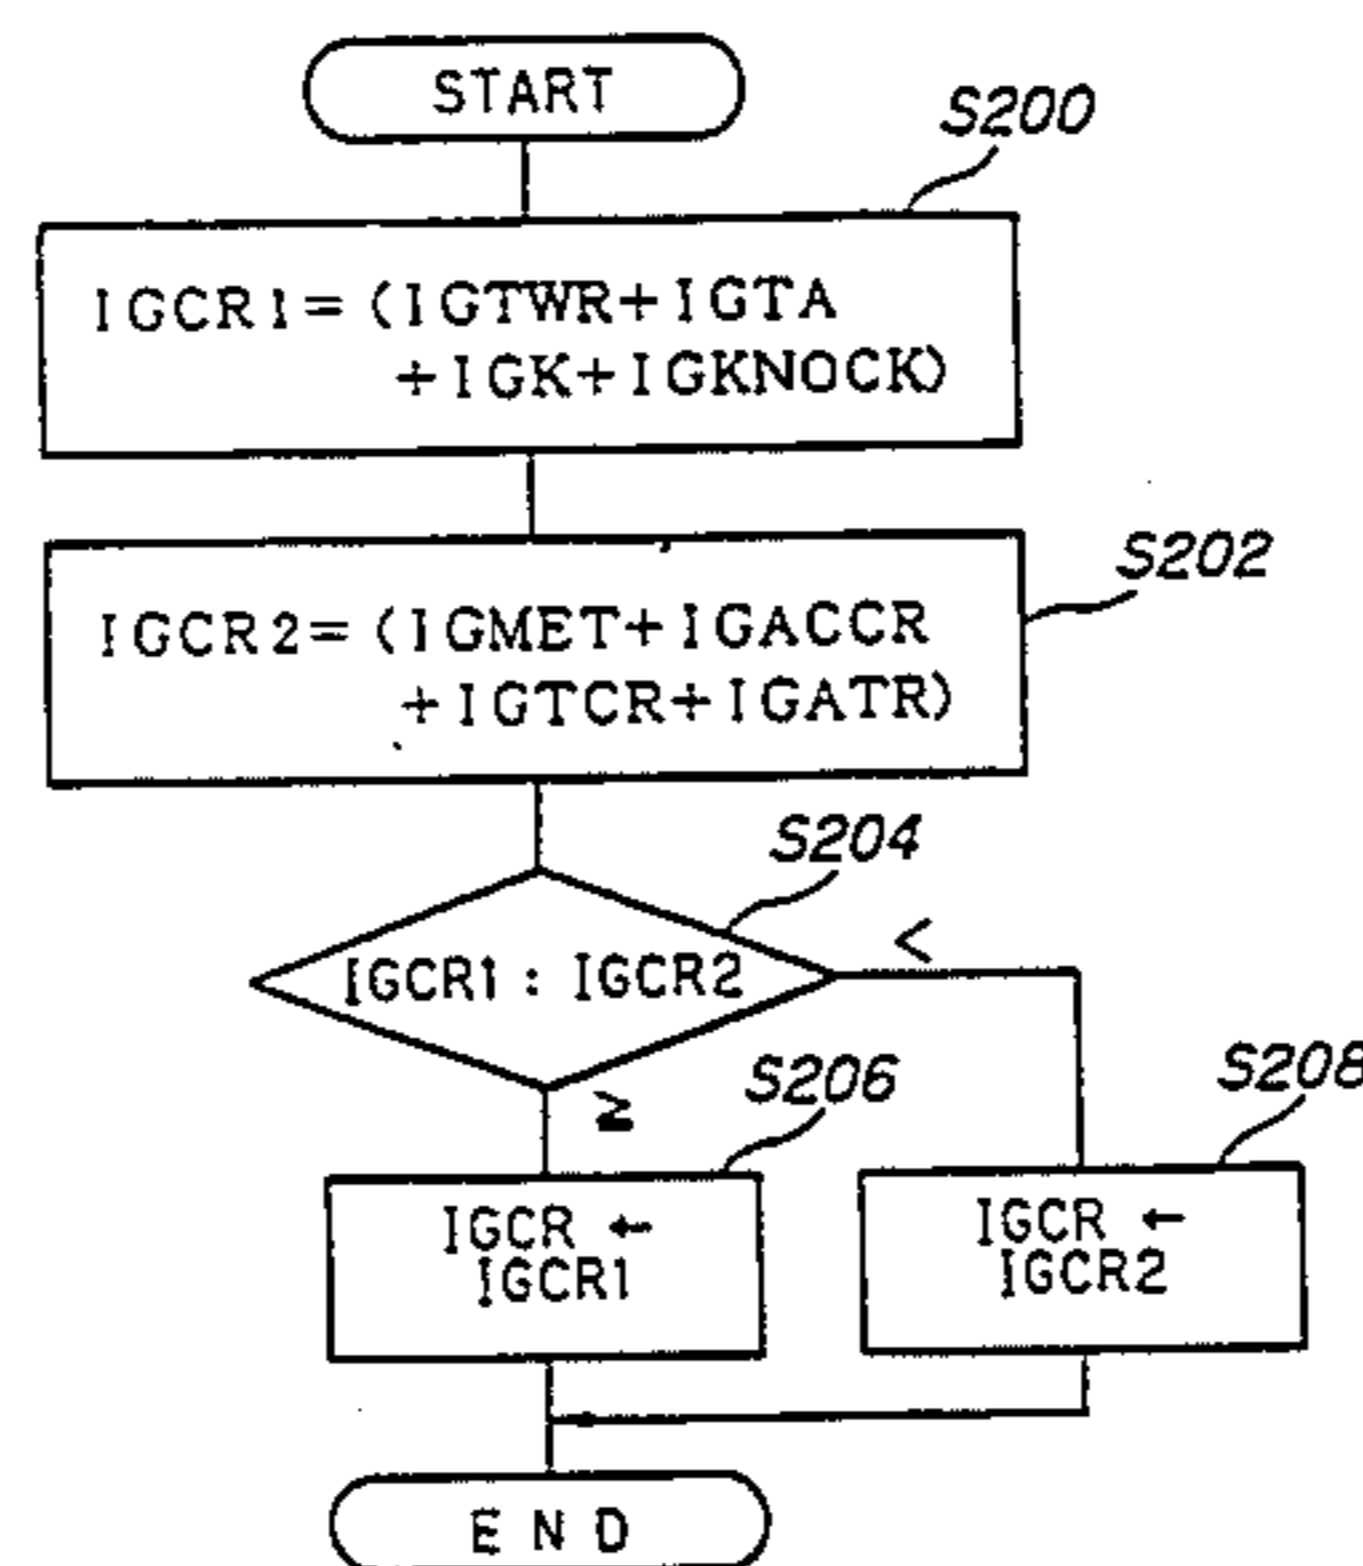 START
S200
IGCR1=(IGTWR+IGTA
+IGK+IGKNOCK)
S202
IGCR2=(IGMET+IGACCR
+IGTCR+IGATR)
S204
IGCR1 : IGCR2
<
≧
S206
S208
IGCR ←
IGCR1
IGCR ←
IGCR2
END